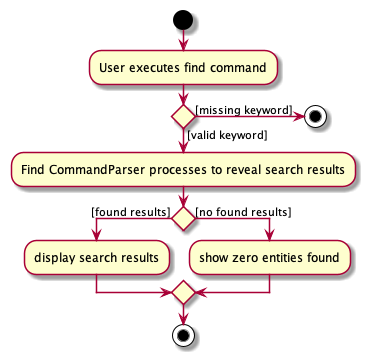 User executes find command
[missing keyword]
[valid keyword]
Find CommandParser processes to reveal search results
[found results]
[no found results]
display search results
show zero entities found